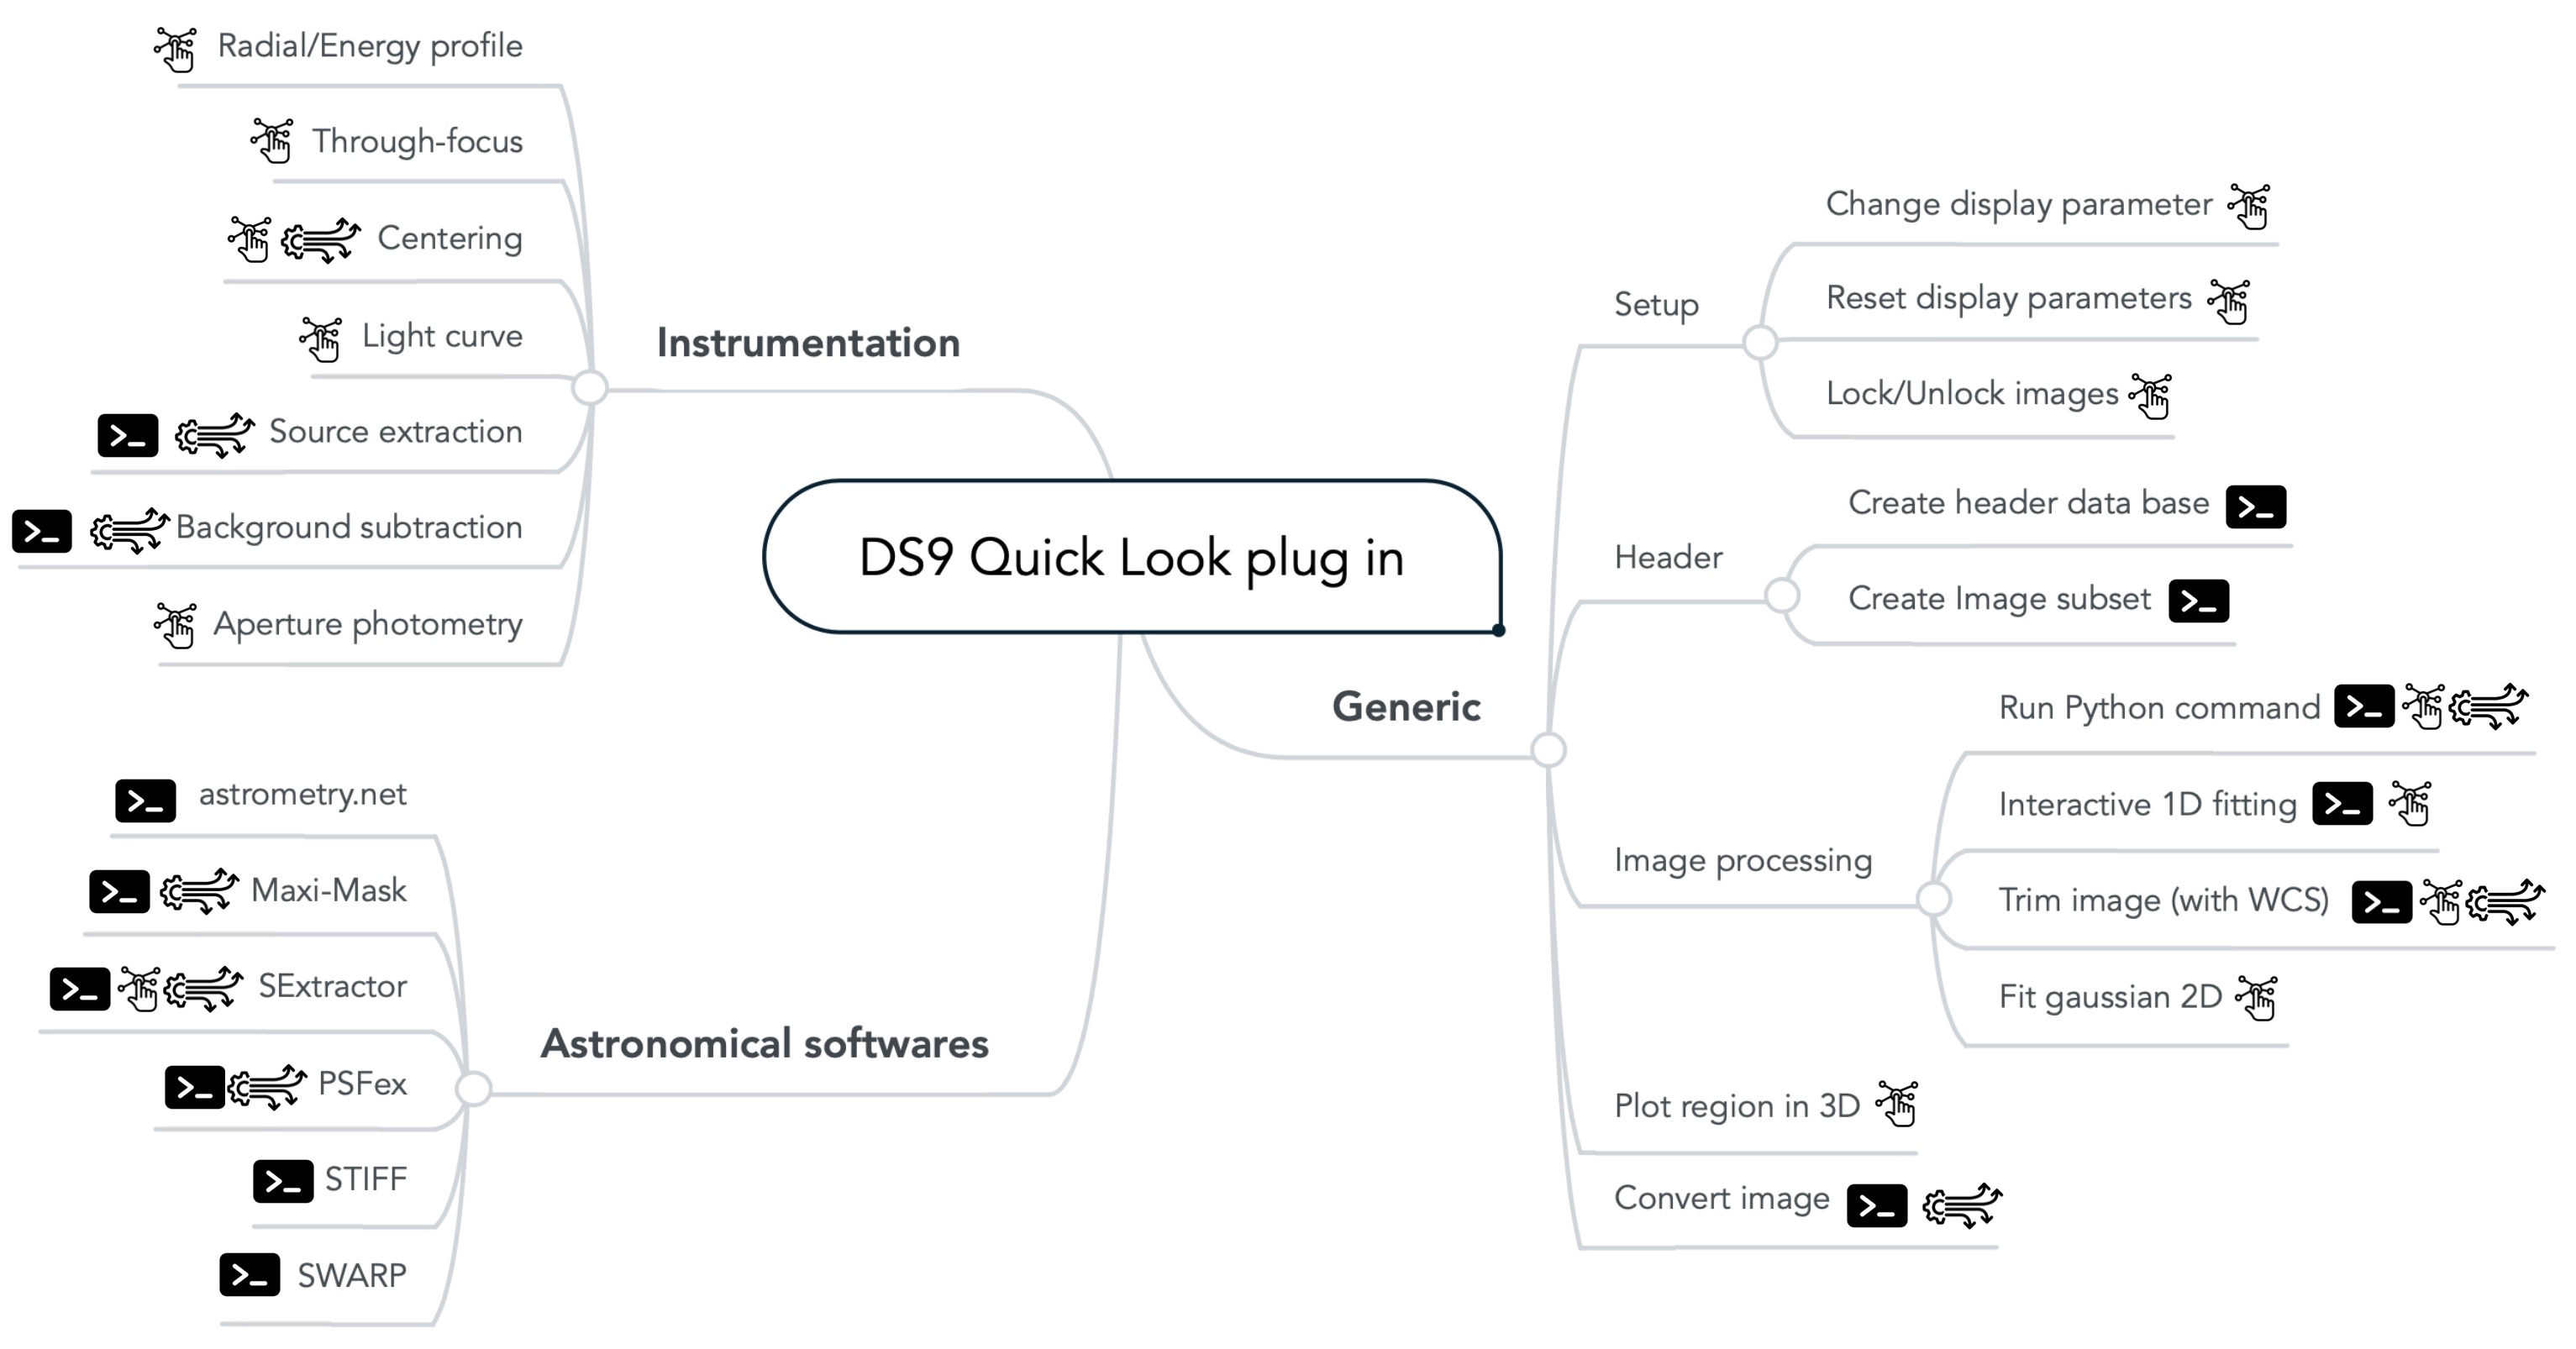 Radial/Energy profile
Through-focus
Centering
Light curve
Source extraction
Background subtraction
Aperture photometry
Instrumentation
DS9 Quick Look plug in
astrometry.net
Maxi-Mask
SExtractor
PSFex
STIFF
SWARP
Astronomical softwares
Generic
Setup
Change display parameter
Reset display parameters
Lock/Unlock images
Header
Create header data base
Create Image subset
Image processing
Run Python command
Interactive 1D fitting
Trim image (with WCS)
Fit gaussian 2D
Plot region in 3D
Convert image